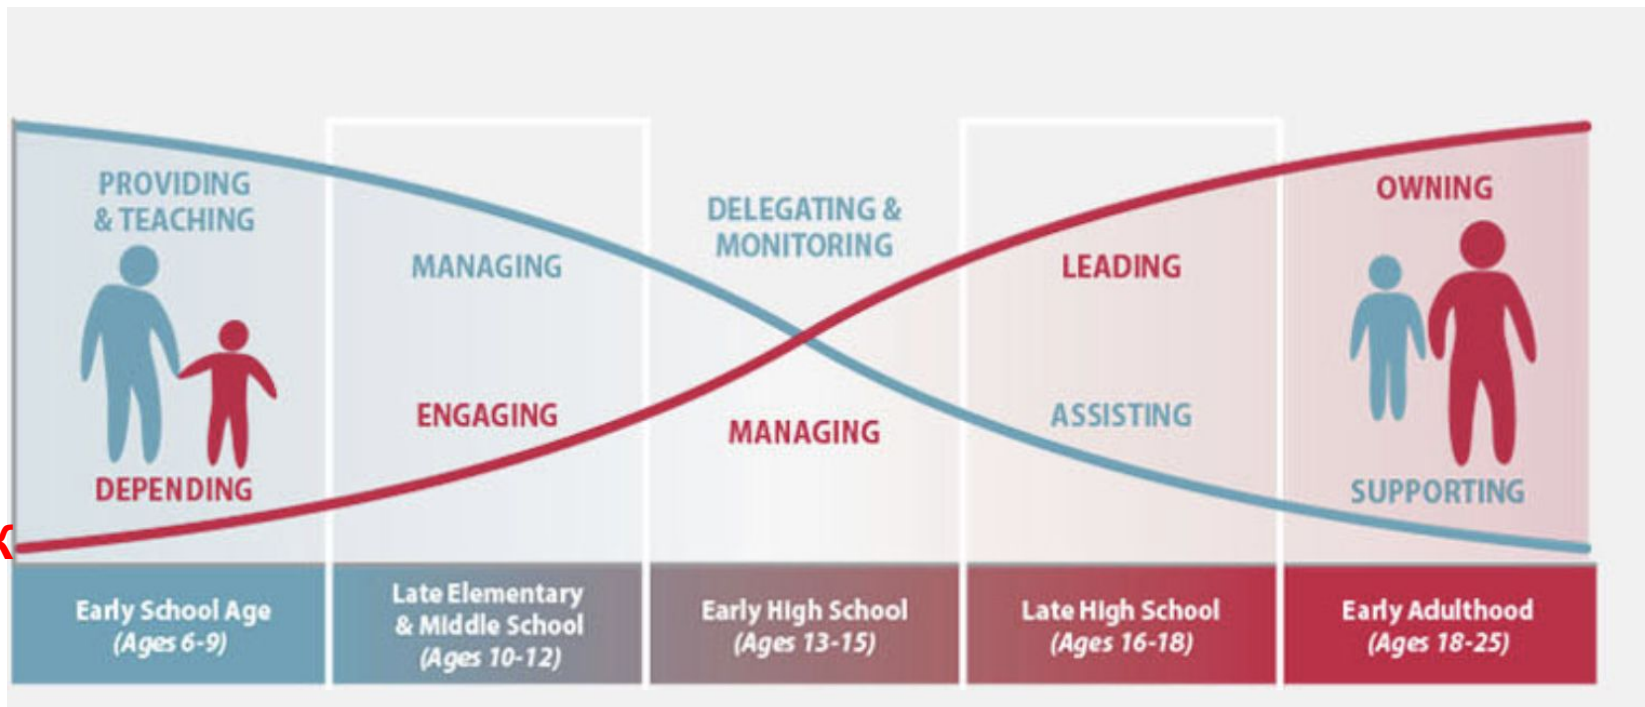 PROVIDING
& TEACHING
DEPENDING
MANAGING
ENGAGING
DELEGATING &
MONITORING
MANAGING
LEADING
ASSISTING
OWNING
SUPPORTING
Early School Age
(Ages 6-9)
Late Elementary
& Middle School
(Ages 10-12)
Early High School
(Ages 13-15)
Late High School
(Ages 16-18)
Early Adulthood
(Ages 18-25)